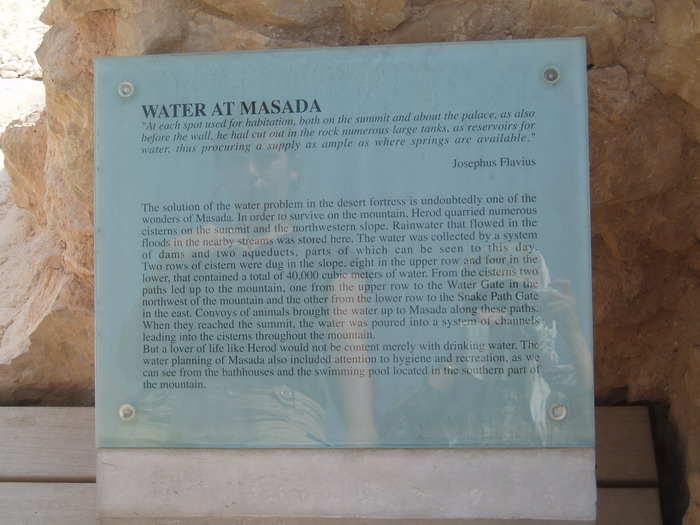 WATER AT MASADA
"At each spot used for habitation, both on the summit and about the palace, as also
before the wall, he had cut out in the rock numerous large tanks, as reservoirs for
water, thus procuring a supply as ample as where springs are available."
Josephus Flavius
The solution of the water problem in the desert fortress is undoubtedly one of the
wonders of Masada. In order to survive on the mountain, Herod quarried numerous
cisterns on the summit and the northwestern slope. Rainwater that flowed in the
floods in the nearby streams was stored here. The water was collected by a system
of dams and two aqueducts, parts of which can be seen to this day.
Two rows of cistern were dug in the slope, eight in the upper row and four in the
lower, that contained a total of 40,000 cubic meters of water. From the cisterns two
paths led up to the mountain, one from the upper row to the Water Gate in the
northwest of the mountain and the other from the lower row to the Snake Path Gate
in the east. Convoys of animals brought the water up to Masada along these paths.
When they reached the summit, the water was poured into a system of channels
leading into the cisterns throughout the mountain.
But a lover of life like Herod would not be content merely with drinking water. The
water planning of Masada also included attention to hygiene and recreation, as we
can see from the bathhouses and the swimming pool located in the southern part of
the mountain.